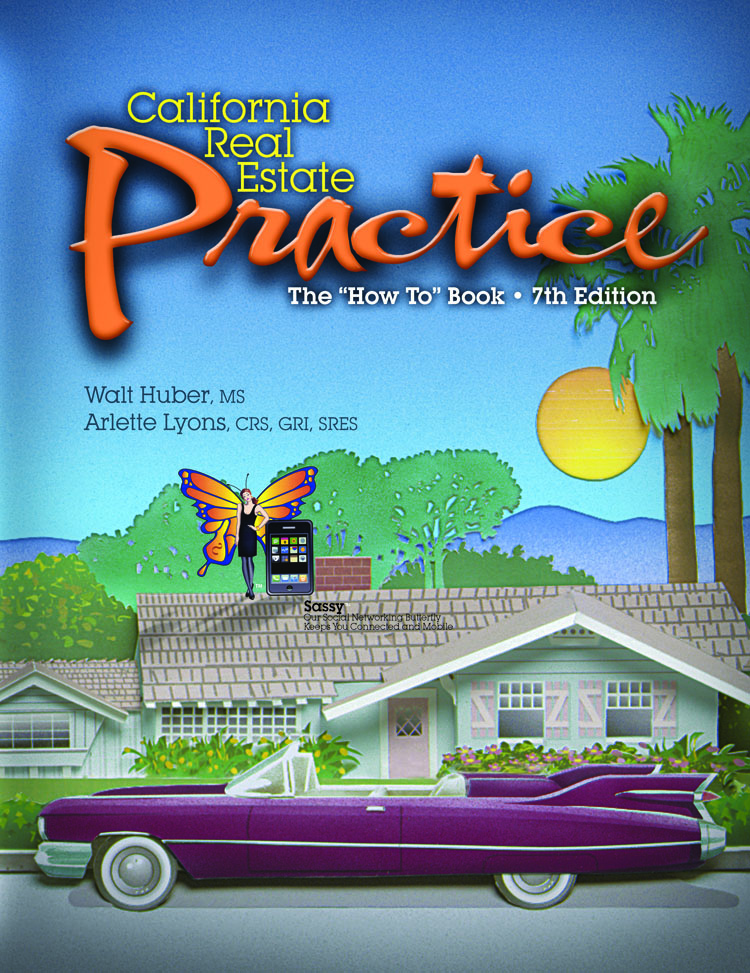 California
Real
Estate
Practice
The “How To” Book • 7th Edition
Walt Huber, MS
Arlette Lyons, CRS, GRI, SRES
TM
Sassy
Our Social Networking Butterfly
Keeps You Connected and Mobile